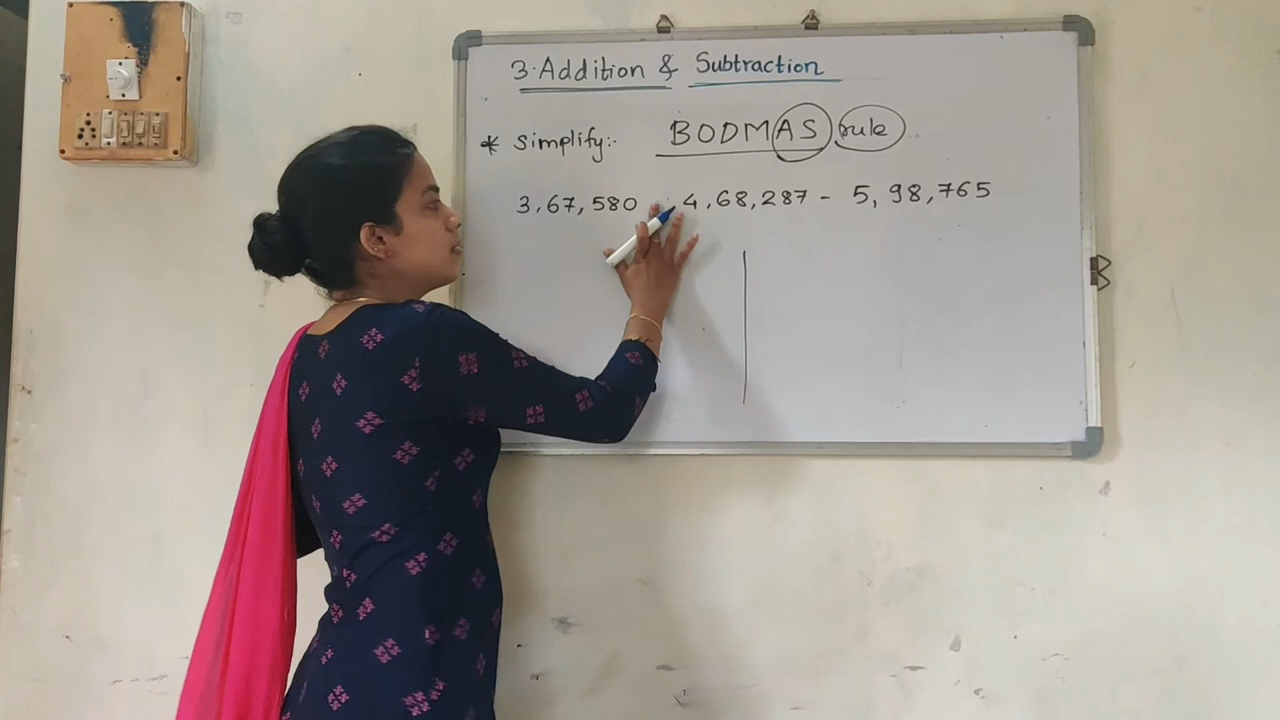 3. Addition & Subtraction
* Simplify:- BODMAS rule
3,67,580 4,68,287 - 5,98,765